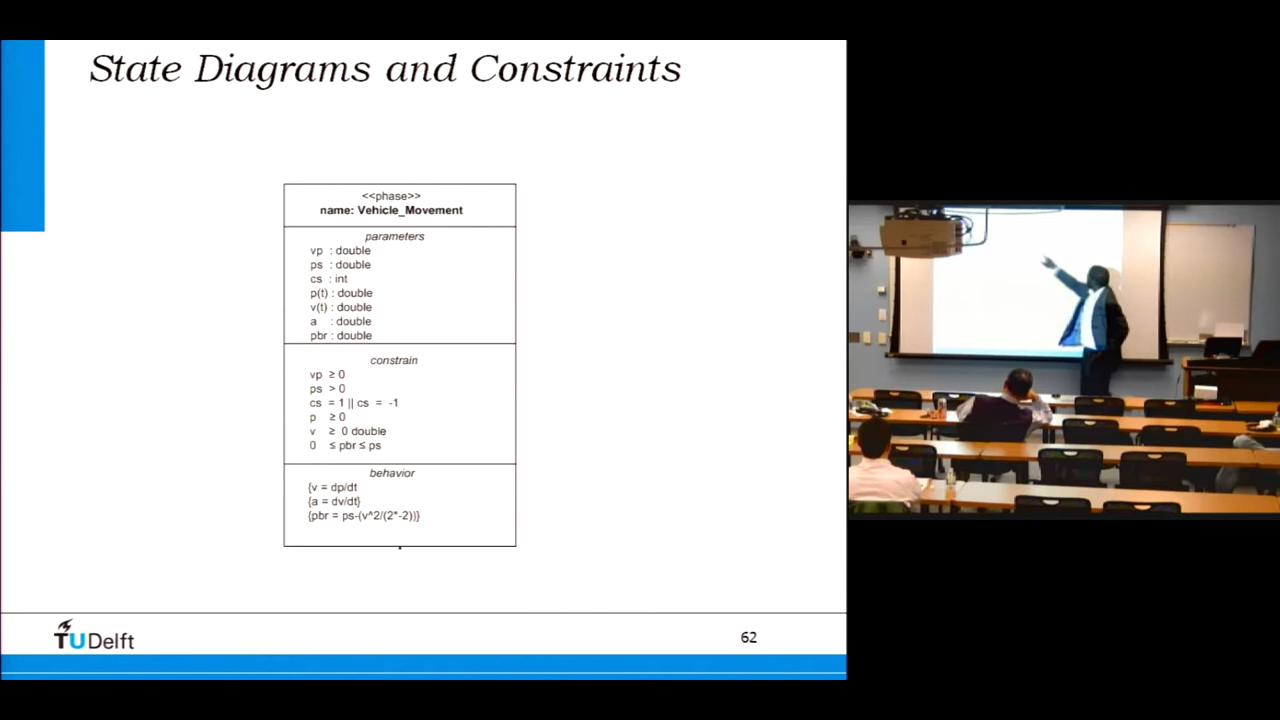 State Diagrams and Constraints
<<phase>>
name: Vehicle_Movement
parameters
vp : double
ps : double
cs : int
p(t) : double
v(t) : double
a : double
pbr : double
constrain
vp ≥ 0
ps > 0
cs = 1 || cs = -1
p ≥ 0
v ≥ 0 double
0 ≤ pbr ≤ ps
behavior
{v = dp/dt
{a = dv/dt}
{pbr = ps-(v^2/(2*-2))}
TUDelft
62